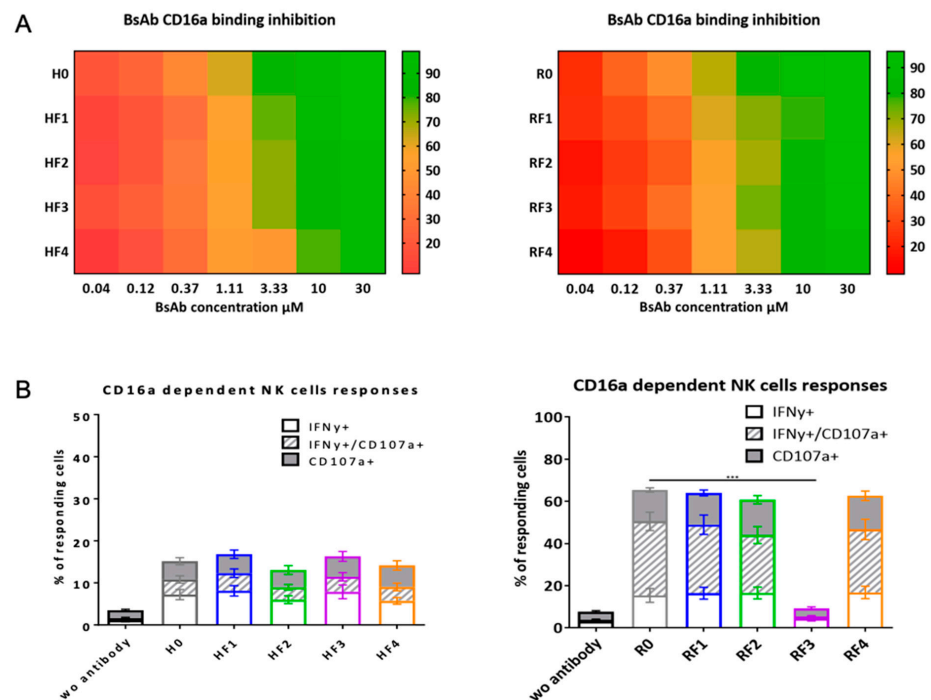 A
BsAb CD16a binding inhibition
H0
HF1
HF2
HF3
HF4
90
80
70
60
50
40
30
20
0.04 0.12 0.37 1.11 3.33 10 30
BsAb concentration µM
BsAb CD16a binding inhibition
R0
RF1
RF2
RF3
RF4
90
80
70
60
50
40
30
20
0.04 0.12 0.37 1.11 3.33 10 30
BsAb concentration µM
B
CD16a dependent NK cells responses
% of responding cells
50
40
30
20
10
0
IFNy+
IFNy+/CD107a+
CD107a+
wo antibody
H0
HF1
HF2
HF3
HF4
CD16a dependent NK cells responses
% of responding cells
100
80
60
40
20
0
IFNy+
IFNy+/CD107a+
CD107a+
***
wo antibody
R0
RF1
RF2
RF3
RF4